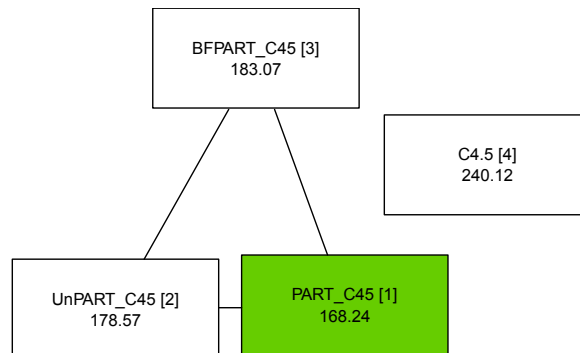 BFPART_C45 [3]
183.07
C4.5 [4]
240.12
UnPART_C45 [2]
178.57
PART_C45 [1]
168.24